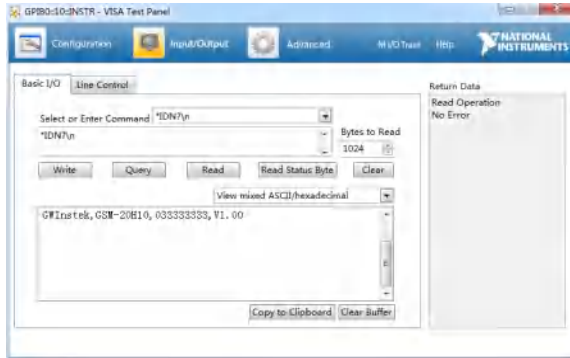 GPIB0::10::INSTR - VISA Test Panel
Configuration Input/Output Advanced NI I/O Trace Help NATIONAL INSTRUMENTS
Basic I/O Line Control
Return Data
Read Operation
No Error
Select or Enter Command *IDN?\n
*IDN?\n
Bytes to Read
1024
Write Query Read Read Status Byte Clear
View mixed ASCII/hexadecimal
GWInstek,GSM-20H10,033333333,V1.00
Copy to Clipboard Clear Buffer